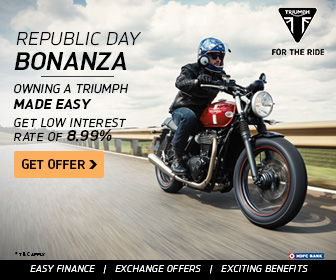 TRIUMPH
FOR THE RIDE
REPUBLIC DAY
BONANZA
OWNING A TRIUMPH
MADE EASY
GET LOW INTEREST
RATE OF 8.99%
GET OFFER >
* T & C APPLY
HDFC BANK
EASY FINANCE | EXCHANGE OFFERS | EXCITING BENEFITS